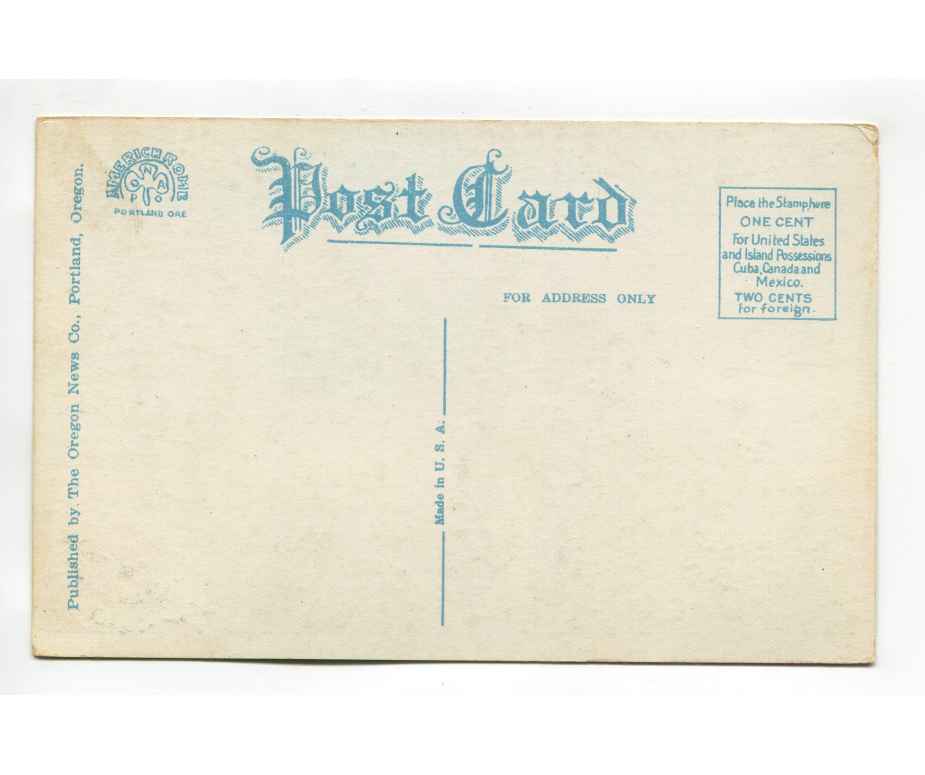 Post Card
PORTLAND ORE
Published by The Oregon News Co., Portland, Oregon.
Place the Stamp here
ONE CENT
For United States
and Island Possessions
Cuba, Canada and
Mexico.
TWO CENTS
for foreign.
FOR ADDRESS ONLY
Made in U. S. A.